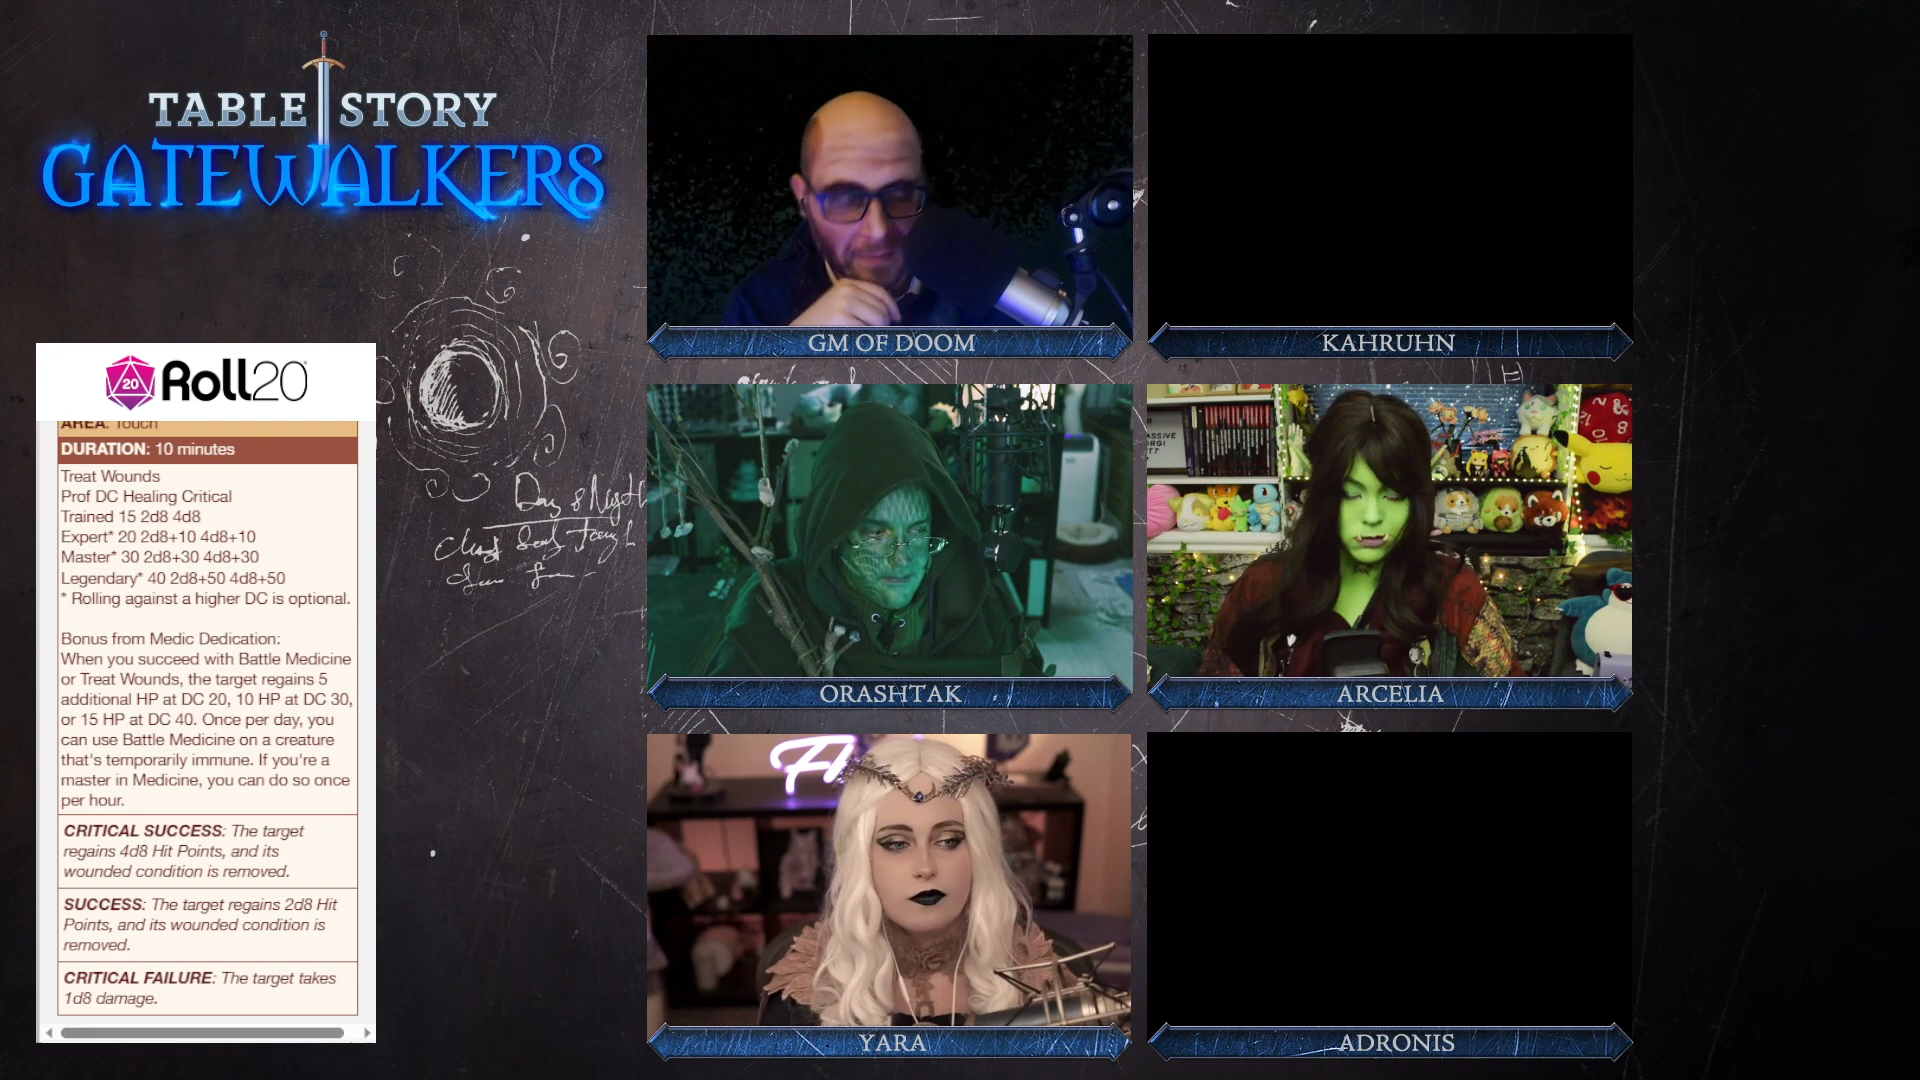 TABLE STORY
GATEWALKERS
Roll20
AREA: Touch
DURATION: 10 minutes
Treat Wounds
Prof DC Healing Critical
Trained 15 2d8 4d8
Expert* 20 2d8+10 4d8+10
Master* 30 2d8+30 4d8+30
Legendary* 40 2d8+50 4d8+50
* Rolling against a higher DC is optional.
Bonus from Medic Dedication:
When you succeed with Battle Medicine
or Treat Wounds, the target regains 5
additional HP at DC 20, 10 HP at DC 30,
or 15 HP at DC 40. Once per day, you
can use Battle Medicine on a creature
that's temporarily immune. If you're a
master in Medicine, you can do so once
per hour.
CRITICAL SUCCESS: The target
regains 4d8 Hit Points, and its
wounded condition is removed.
SUCCESS: The target regains 2d8 Hit
Points, and its wounded condition is
removed.
CRITICAL FAILURE: The target takes
1d8 damage.
Day & Night
GM OF DOOM
KAHRUHN
ORASHTAK
ARCELIA
YARA
ADRONIS